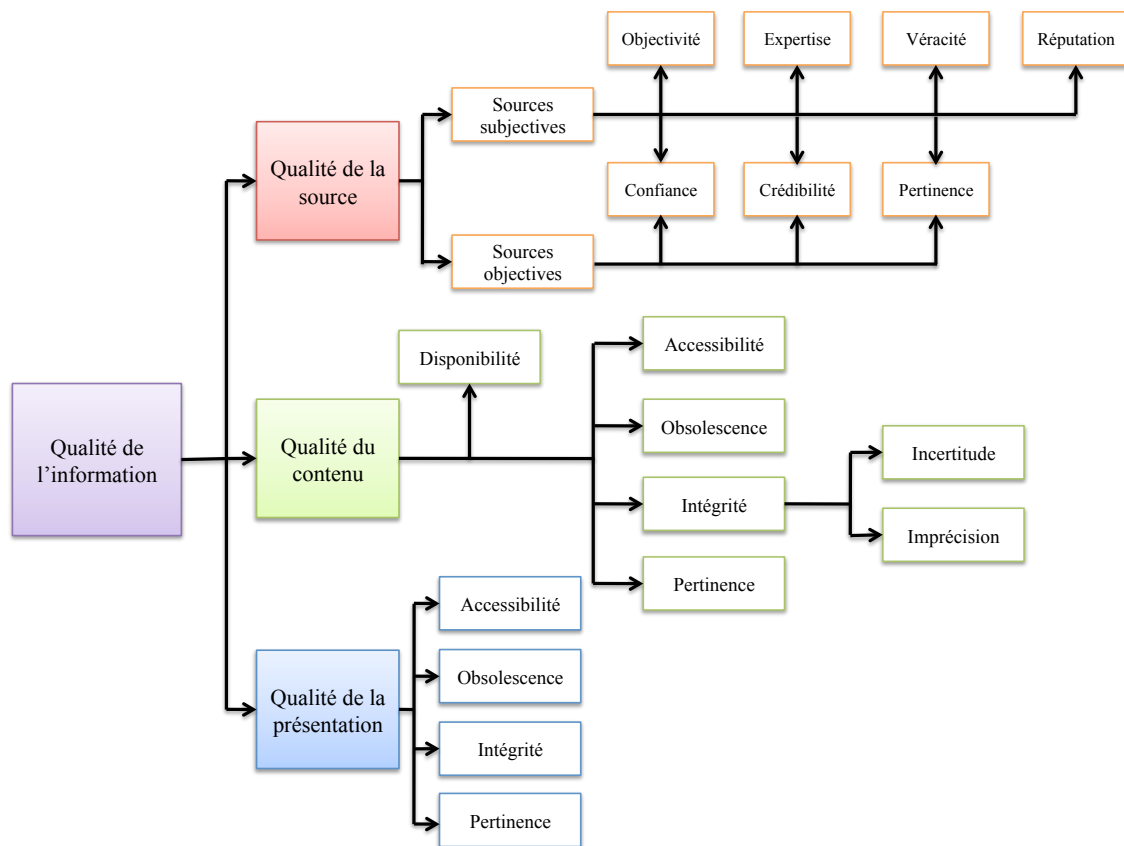 Objectivité
Expertise
Véracité
Réputation
Sources
subjectives
Qualité de la
source
Confiance
Crédibilité
Pertinence
Sources
objectives
Disponibilité
Accessibilité
Obsolescence
Qualité de
l’information
Qualité du
contenu
Incertitude
Intégrité
Imprécision
Pertinence
Accessibilité
Obsolescence
Qualité de la
présentation
Intégrité
Pertinence